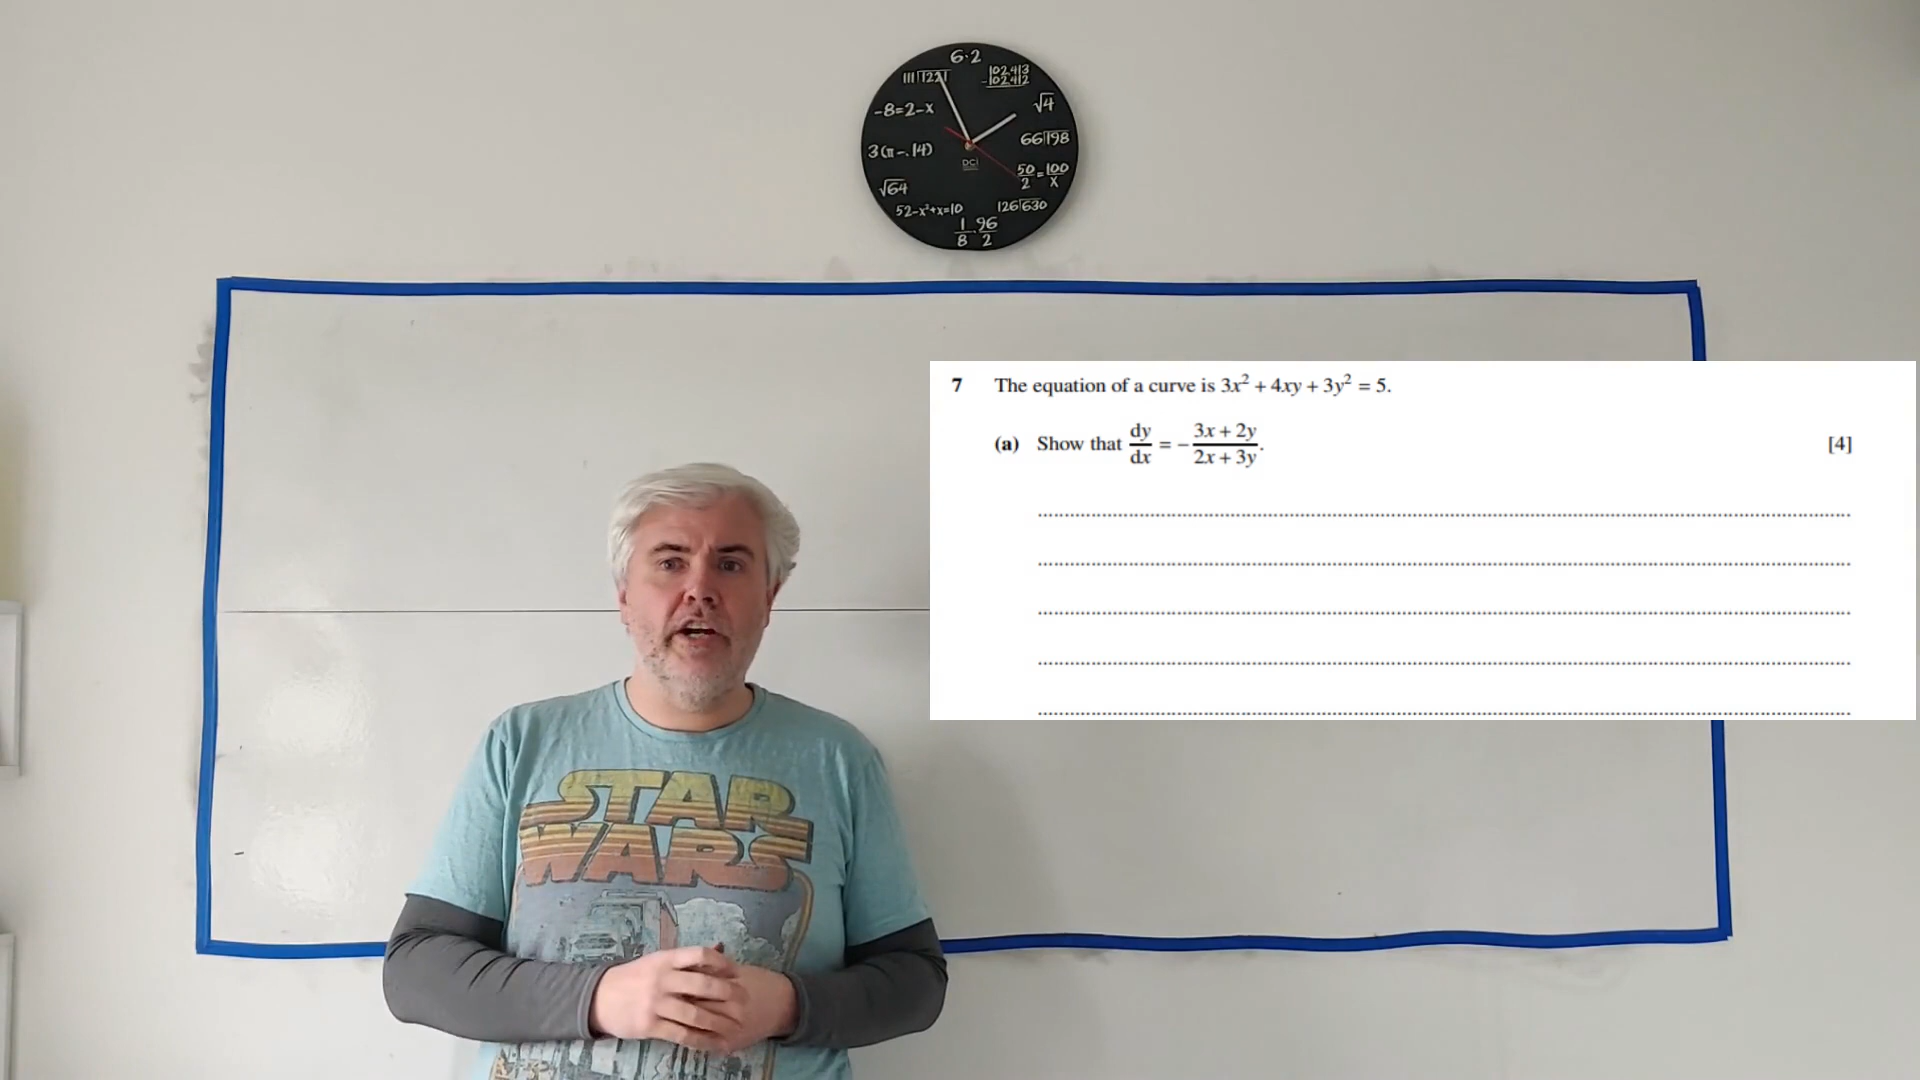 6·2
111⟌1221
102,413
-102,412
-8=2-x
√4
66⟌198
3(π-.14)
50/2=100/x
√64
52-x²+x=10
126⟌630
1/8·96/2
DCI
7 The equation of a curve is 3x² + 4xy + 3y² = 5.
(a) Show that dy/dx = − (3x + 2y)/(2x + 3y). [4]
STAR
WARS